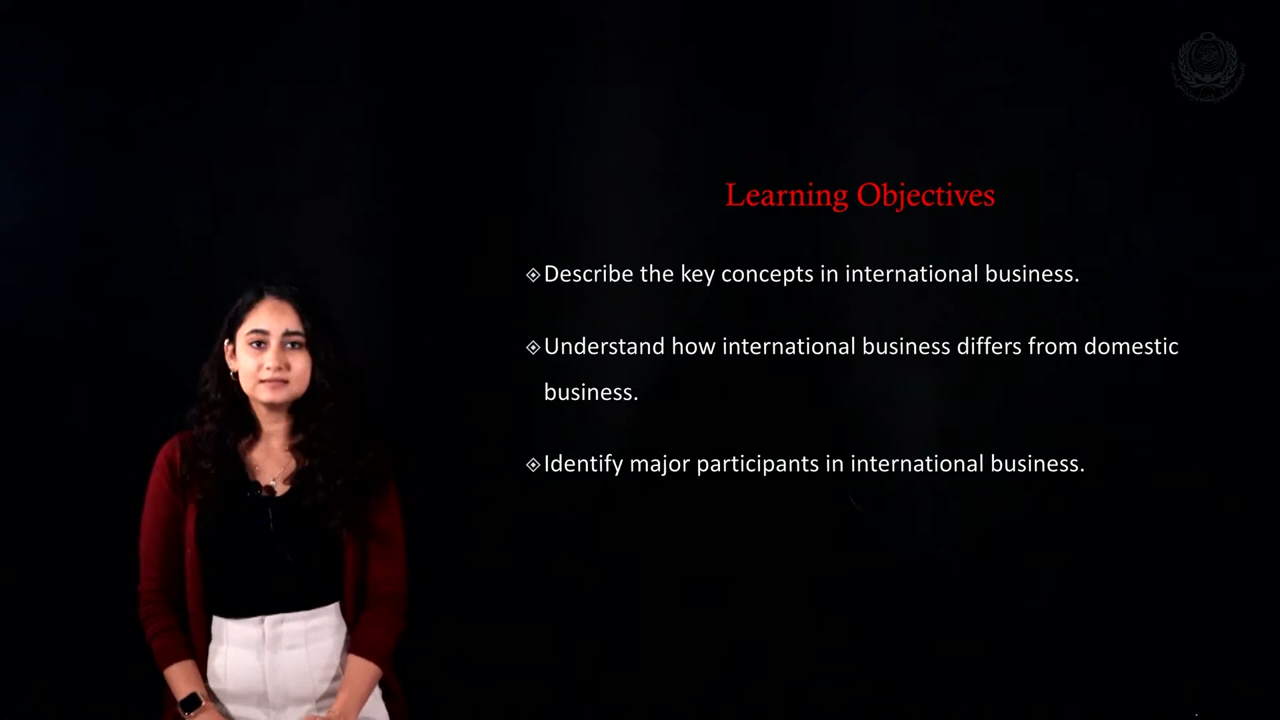 Learning Objectives
Describe the key concepts in international business.
Understand how international business differs from domestic
business.
Identify major participants in international business.